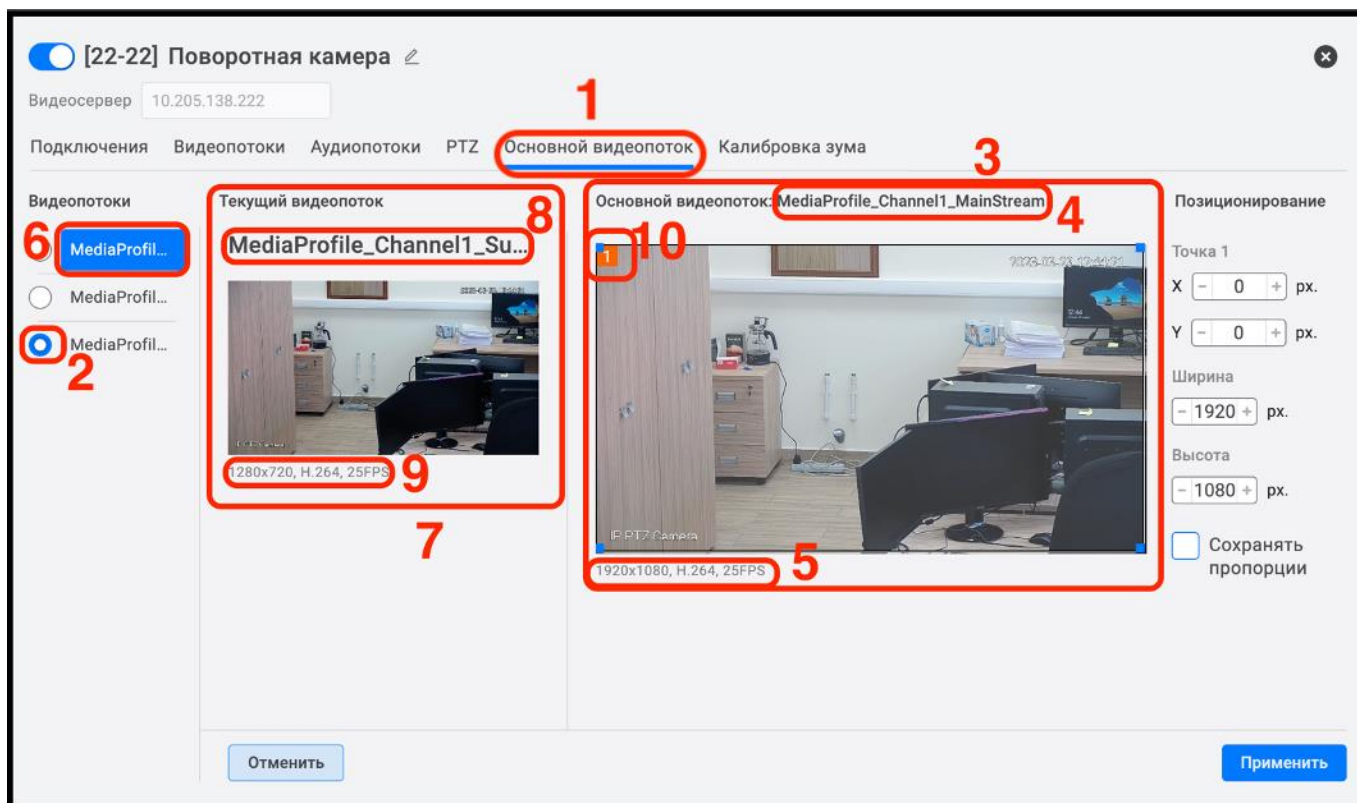 [22-22] Поворотная камера
Видеосервер 10.205.138.222
1
Подключения Видеопотоки Аудиопотоки PTZ Основной видеопоток Калибровка зума
3
Видеопотоки
Текущий видеопоток
8
Основной видеопоток: MediaProfile_Channel1_MainStream
4
Позиционирование
6
MediaProfil...
MediaProfile_Channel1_Su...
1
10
Точка 1
X - 0 + px.
MediaProfil...
Y - 0 + px.
MediaProfil...
2
Ширина
- 1920 + px.
IP PTZ Camera
Высота
1280x720, H.264, 25FPS
9
- 1080 + px.
7
1920x1080, H.264, 25FPS
5
Сохранять
пропорции
Отменить
Применить